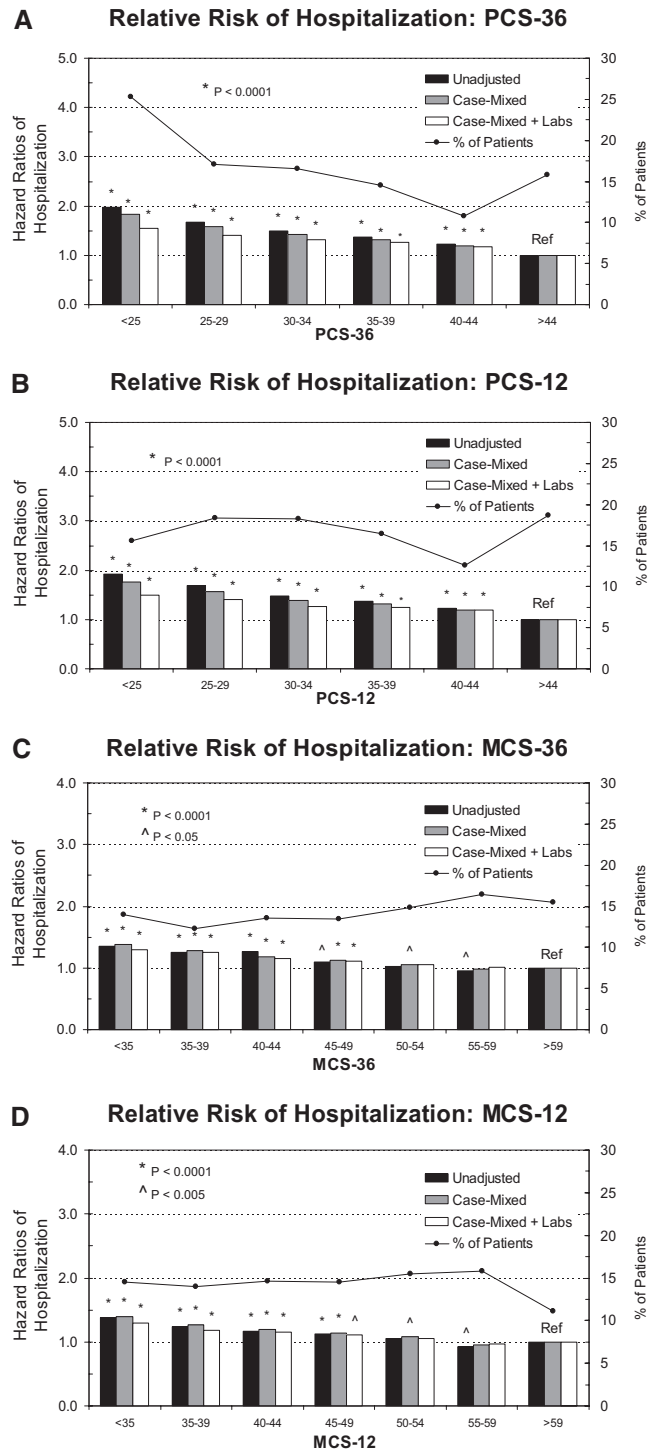 A Relative Risk of Hospitalization: PCS-36
5.0
4.0
3.0
2.0
1.0
0.0
Hazard Ratios of
Hospitalization
* P < 0.0001
Unadjusted
Case-Mixed
Case-Mixed + Labs
% of Patients
* * * * * * * * * * * * * * * Ref
30
25
20
15
10
5
0
% of Patients
<25 25-29 30-34 35-39 40-44 >44
PCS-36
B Relative Risk of Hospitalization: PCS-12
5.0
4.0
3.0
2.0
1.0
0.0
Hazard Ratios of
Hospitalization
* P < 0.0001
Unadjusted
Case-Mixed
Case-Mixed + Labs
% of Patients
* * * * * * * * * * * * * * * Ref
30
25
20
15
10
5
0
% of Patients
<25 25-29 30-34 35-39 40-44 >44
PCS-12
C Relative Risk of Hospitalization: MCS-36
4.0
3.0
2.0
1.0
0.0
Hazard Ratios of
Hospitalization
* P < 0.0001
^ P < 0.05
Unadjusted
Case-Mixed
Case-Mixed + Labs
% of Patients
* * * * * * * * * ^ * * ^ ^ Ref
30
25
20
15
10
5
0
% of Patients
<35 35-39 40-44 45-49 50-54 55-59 >59
MCS-36
D Relative Risk of Hospitalization: MCS-12
4.0
3.0
2.0
1.0
0.0
Hazard Ratios of
Hospitalization
* P < 0.0001
^ P < 0.005
Unadjusted
Case-Mixed
Case-Mixed + Labs
% of Patients
* * * * * * * * * * * ^ ^ ^ Ref
30
25
20
15
10
5
0
% of Patients
<35 35-39 40-44 45-49 50-54 55-59 >59
MCS-12